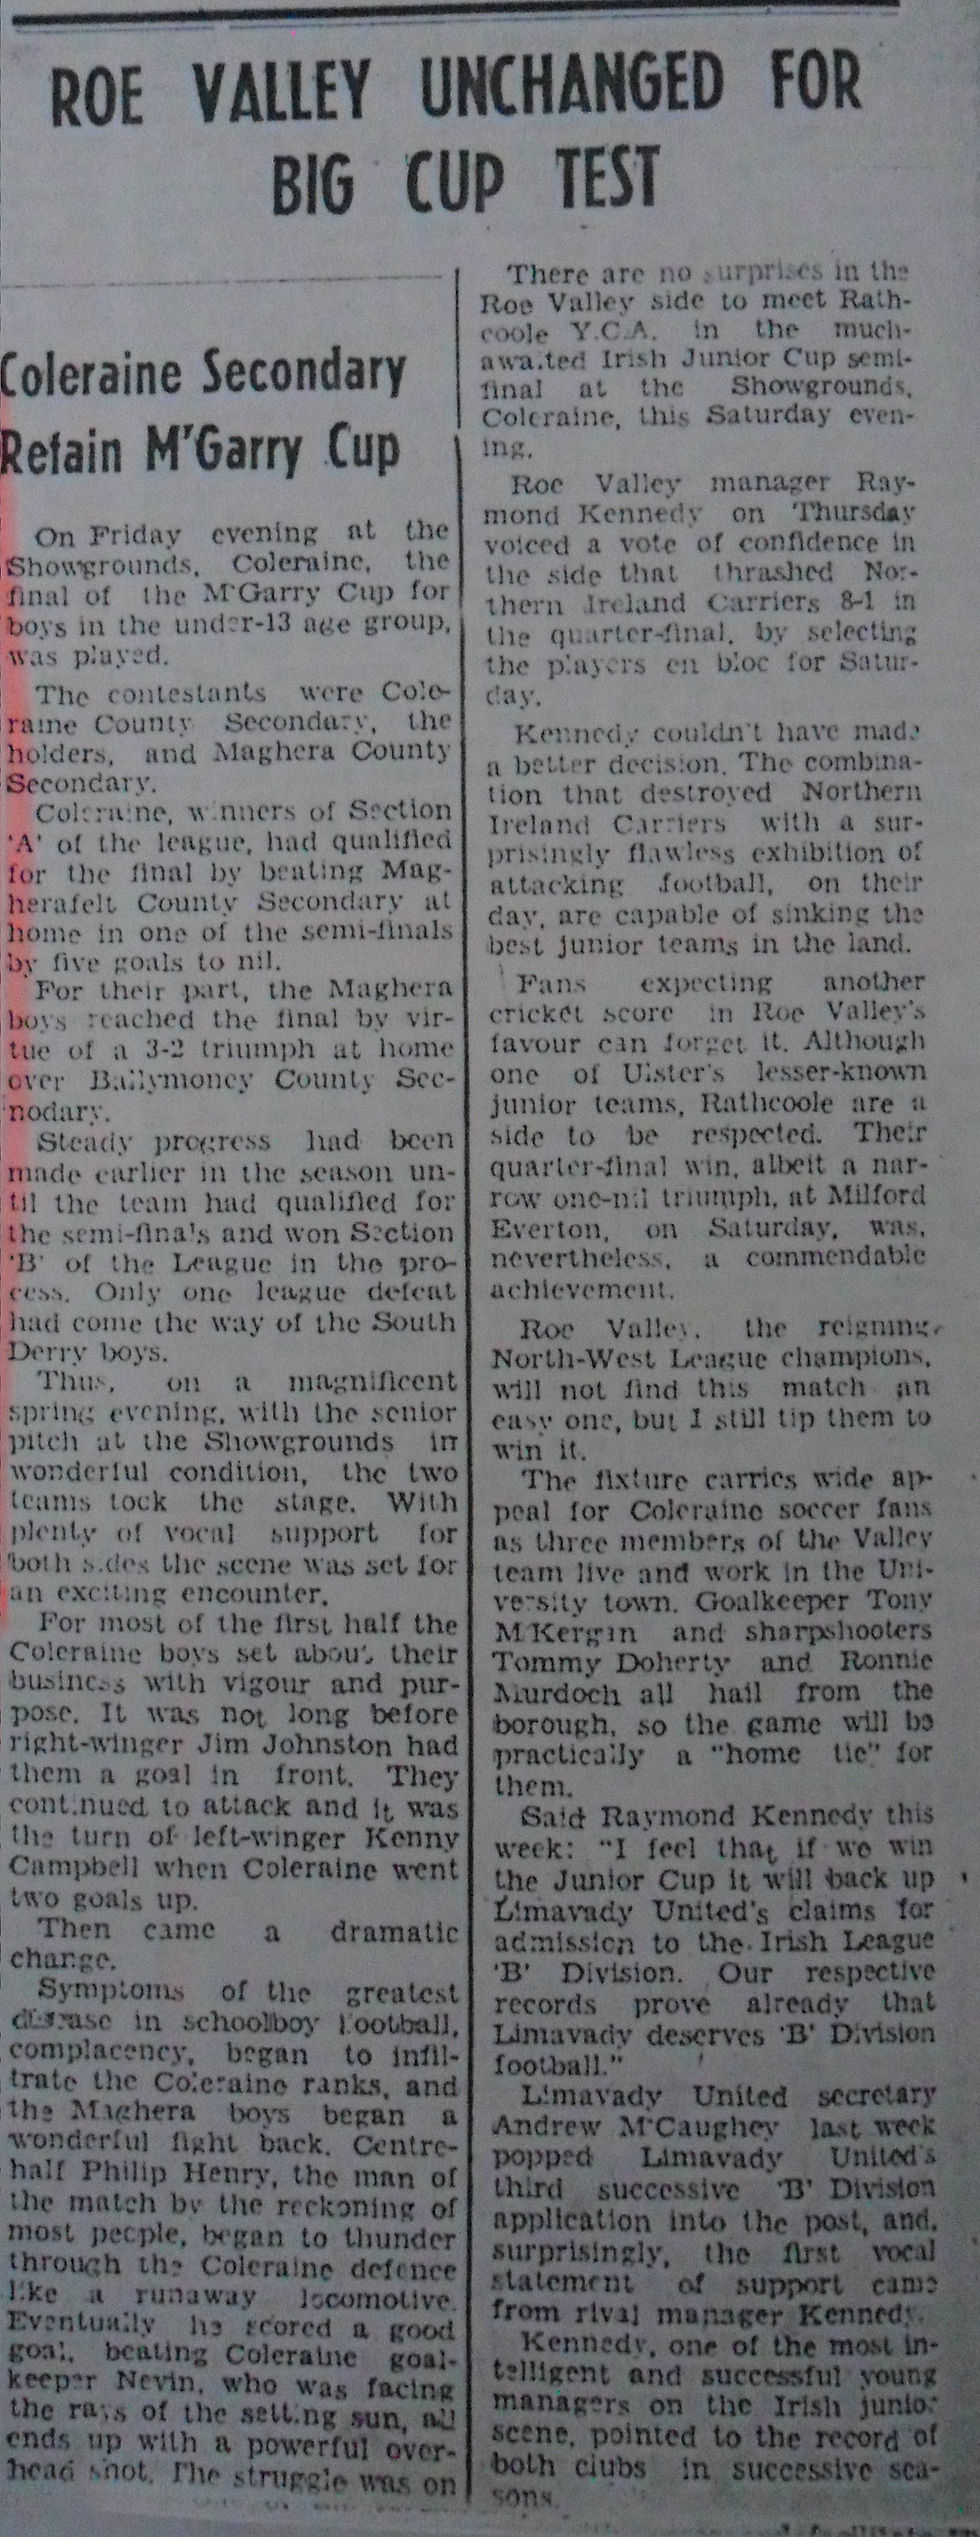 ROE VALLEY UNCHANGED FOR
BIG CUP TEST
Coleraine Secondary
Retain M'Garry Cup
On Friday evening at the
Showgrounds, Coleraine, the
final of the M'Garry Cup for
boys in the under-13 age group,
was played.
The contestants were Cole-
raine County Secondary, the
holders, and Maghera County
Secondary.
Coleraine, winners of Section
'A' of the league, had qualified
for the final by beating Mag-
herafelt County Secondary at
home in one of the semi-finals
by five goals to nil.
For their part, the Maghera
boys reached the final by vir-
tue of a 3-2 triumph at home
over Ballymoney County Sec-
nodary.
Steady progress had been
made earlier in the season un-
til the team had qualified for
the semi-finals and won Section
'B' of the League in the pro-
cess. Only one league defeat
had come the way of the South
Derry boys.
Thus, on a magnificent
spring evening, with the senior
pitch at the Showgrounds in
wonderful condition, the two
teams took the stage. With
plenty of vocal support for
both sides the scene was set for
an exciting encounter.
For most of the first half the
Coleraine boys set about their
business with vigour and pur-
pose. It was not long before
right-winger Jim Johnston had
them a goal in front. They
continued to attack and it was
the turn of left-winger Kenny
Campbell when Coleraine went
two goals up.
Then came a dramatic
change.
Symptoms of the greatest
disease in schoolboy football,
complacency, began to infil-
trate the Coleraine ranks, and
the Maghera boys began a
wonderful fight back. Centre-
half Philip Henry, the man of
the match by the reckoning of
most people, began to thunder
through the Coleraine defence
like a runaway locomotive.
Eventually he scored a good
goal, beating Coleraine goal-
keeper Nevin, who was facing
the rays of the setting sun, all
ends up with a powerful over-
head shot. The struggle was on
There are no surprises in the
Roe Valley side to meet Rath-
coole Y.C.A. in the much-
awaited Irish Junior Cup semi-
final at the Showgrounds,
Coleraine, this Saturday even-
ing.
Roe Valley manager Ray-
mond Kennedy on Thursday
voiced a vote of confidence in
the side that thrashed Nor-
thern Ireland Carriers 8-1 in
the quarter-final, by selecting
the players en bloc for Satur-
day.
Kennedy couldn't have made
a better decision. The combina-
tion that destroyed Northern
Ireland Carriers with a sur-
prisingly flawless exhibition of
attacking football, on their
day, are capable of sinking the
best junior teams in the land.
Fans expecting another
cricket score in Roe Valley's
favour can forget it. Although
one of Ulster's lesser-known
junior teams, Rathcoole are a
side to be respected. Their
quarter-final win, albeit a nar-
row one-nil triumph, at Milford
Everton, on Saturday, was,
nevertheless, a commendable
achievement.
Roe Valley, the reigning
North-West League champions,
will not find this match an
easy one, but I still tip them to
win it.
The fixture carries wide ap-
peal for Coleraine soccer fans
as three members of the Valley
team live and work in the Uni-
versity town. Goalkeeper Tony
M'Kergin and sharpshooters
Tommy Doherty and Ronnie
Murdoch all hail from the
borough, so the game will be
practically a "home tie" for
them.
Said Raymond Kennedy this
week: "I feel that if we win
the Junior Cup it will back up
Limavady United's claims for
admission to the Irish League
'B' Division. Our respective
records prove already that
Limavady deserves 'B' Division
football."
Limavady United secretary
Andrew M'Caughey last week
popped Limavady United's
third successive 'B' Division
application into the post, and,
surprisingly, the first vocal
statement of support came
from rival manager Kennedy.
Kennedy, one of the most in-
telligent and successful young
managers on the Irish junior
scene, pointed to the record of
both clubs in successive sea-
sons.